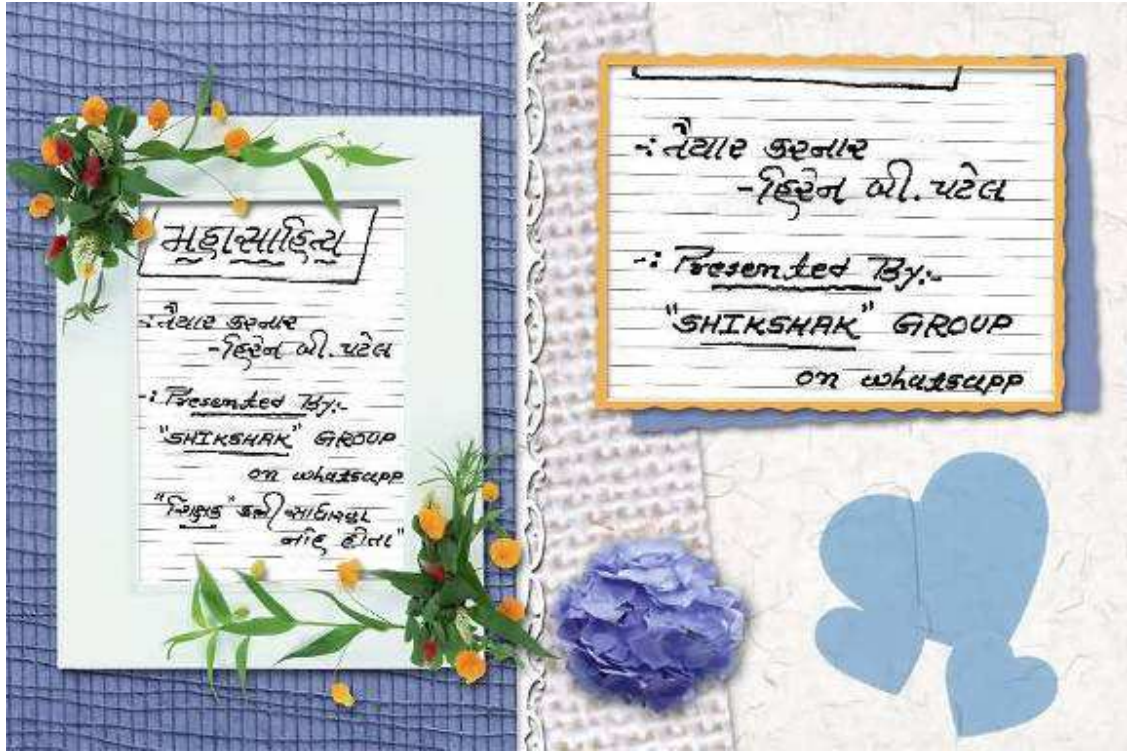 મહાસાહિત્ય
-: તૈયાર કરનાર
- હિરેન બી. પટેલ
-: Presented By:-
"SHIKSHAK" GROUP
on whatsapp
"શિક્ષક" કભી સાધારણ
નહિ હોતા"
-: તૈયાર કરનાર
- હિરેન બી. પટેલ
-: Presented By:-
"SHIKSHAK" GROUP
on whatsapp